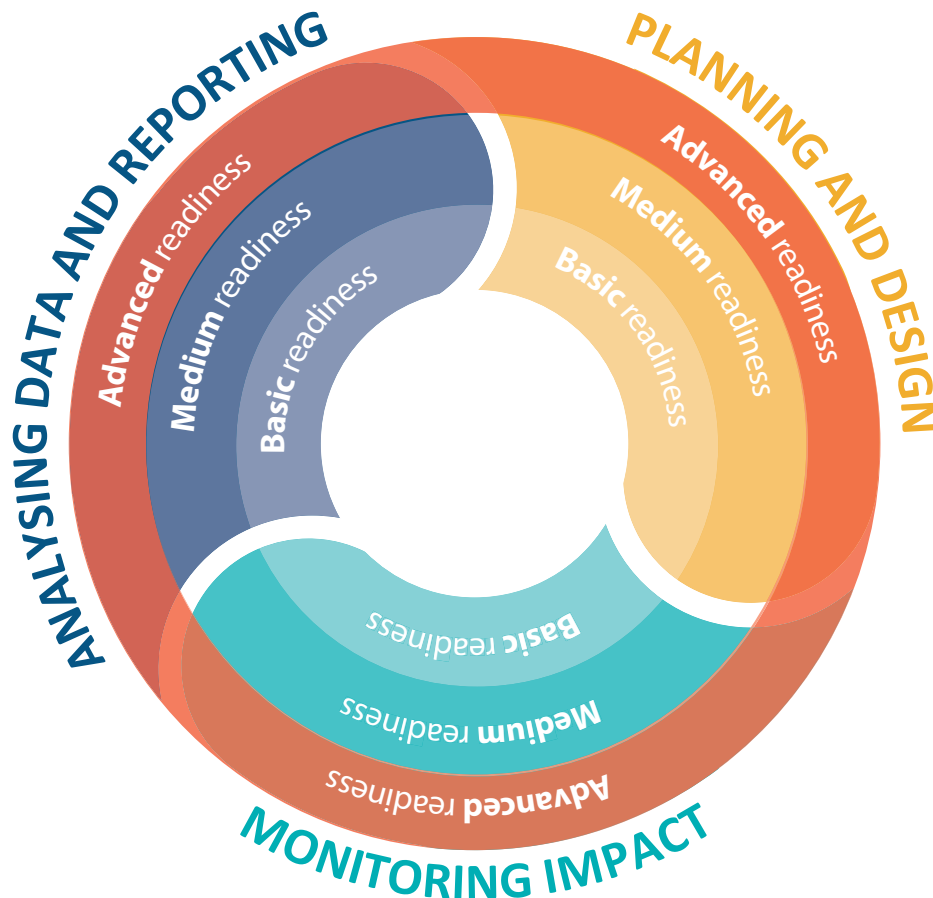 PLANNING AND DESIGN
Advanced readiness
Medium readiness
Basic readiness
MONITORING IMPACT
Basic readiness
Medium readiness
Advanced readiness
ANALYSING DATA AND REPORTING
Advanced readiness
Medium readiness
Basic readiness